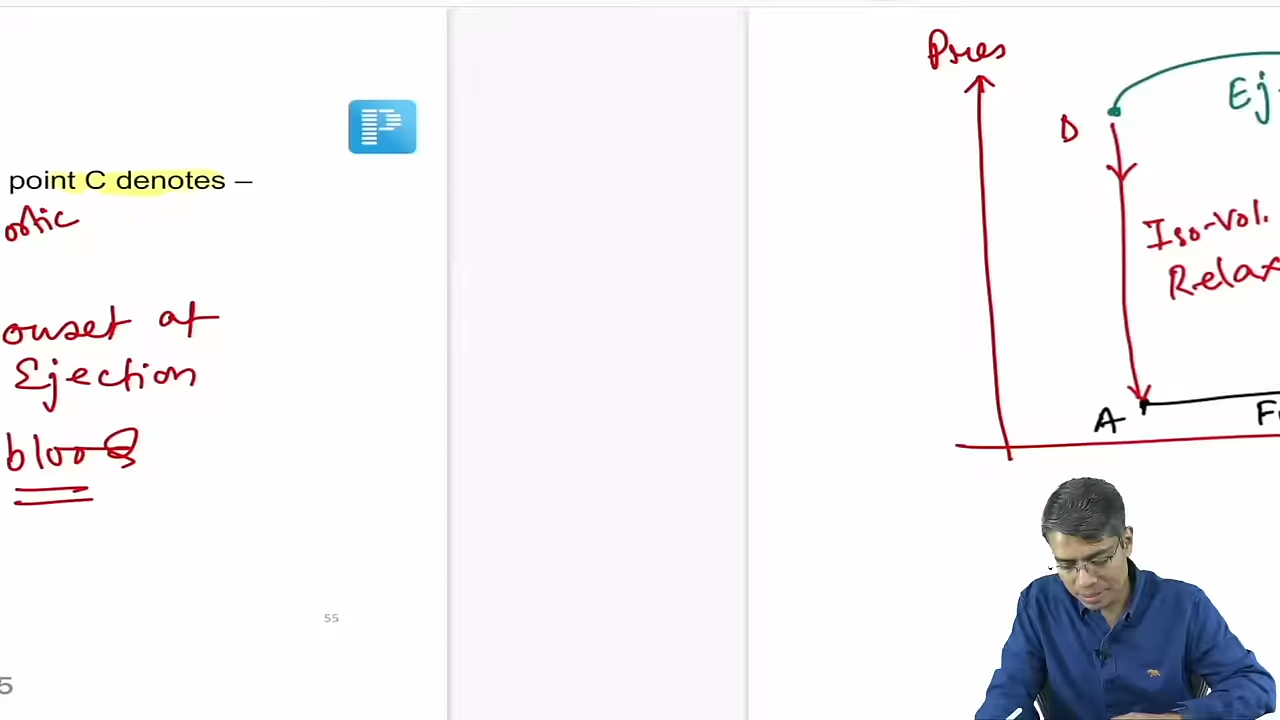 point C denotes –
ortic
onset of
Ejection
blood
55
5
Pres
Ej-
D
Iso-Vol.
Relax
A
F